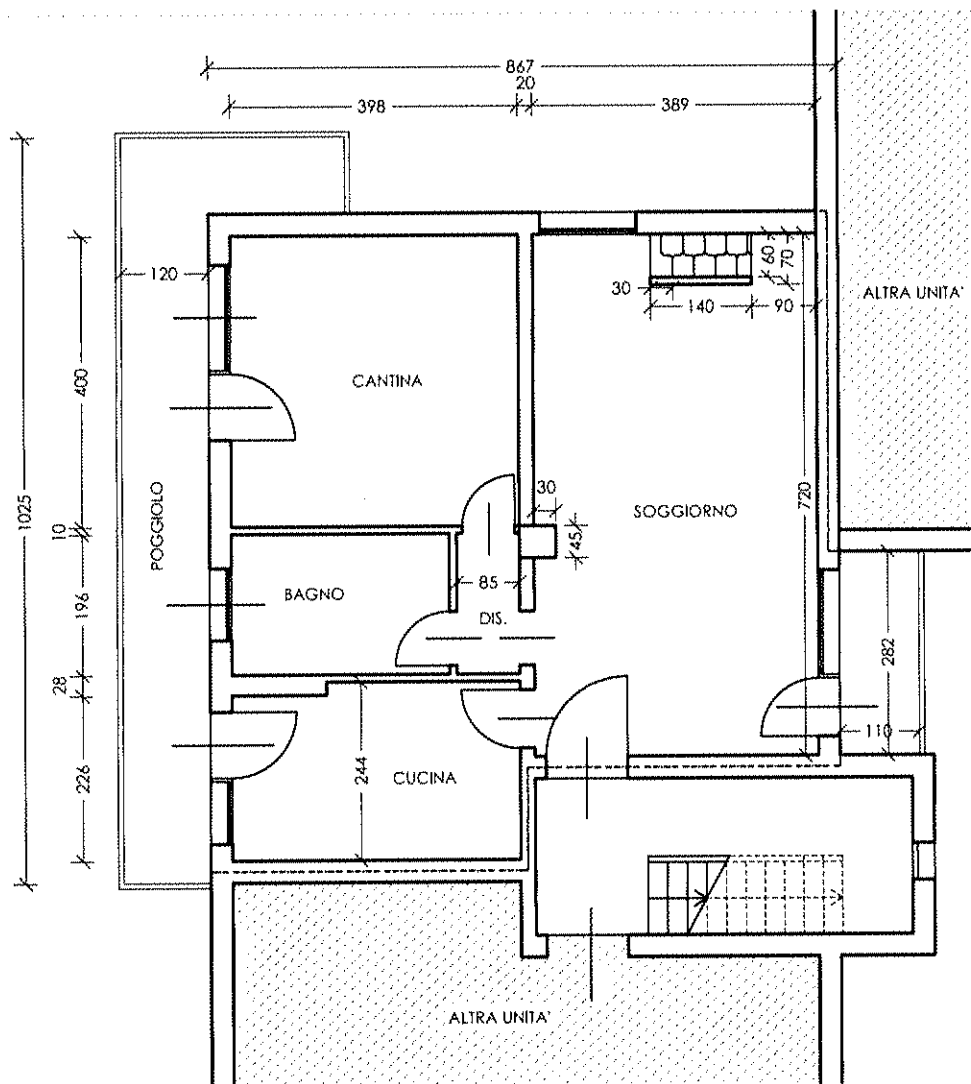 867
20
398
389
120
60
70
30
140
90
ALTRA UNITA'
CANTINA
400
1025
POGGIOLO
30
45
SOGGIORNO
720
10
BAGNO
85
DIS.
196
282
28
110
244
CUCINA
226
ALTRA UNITA'